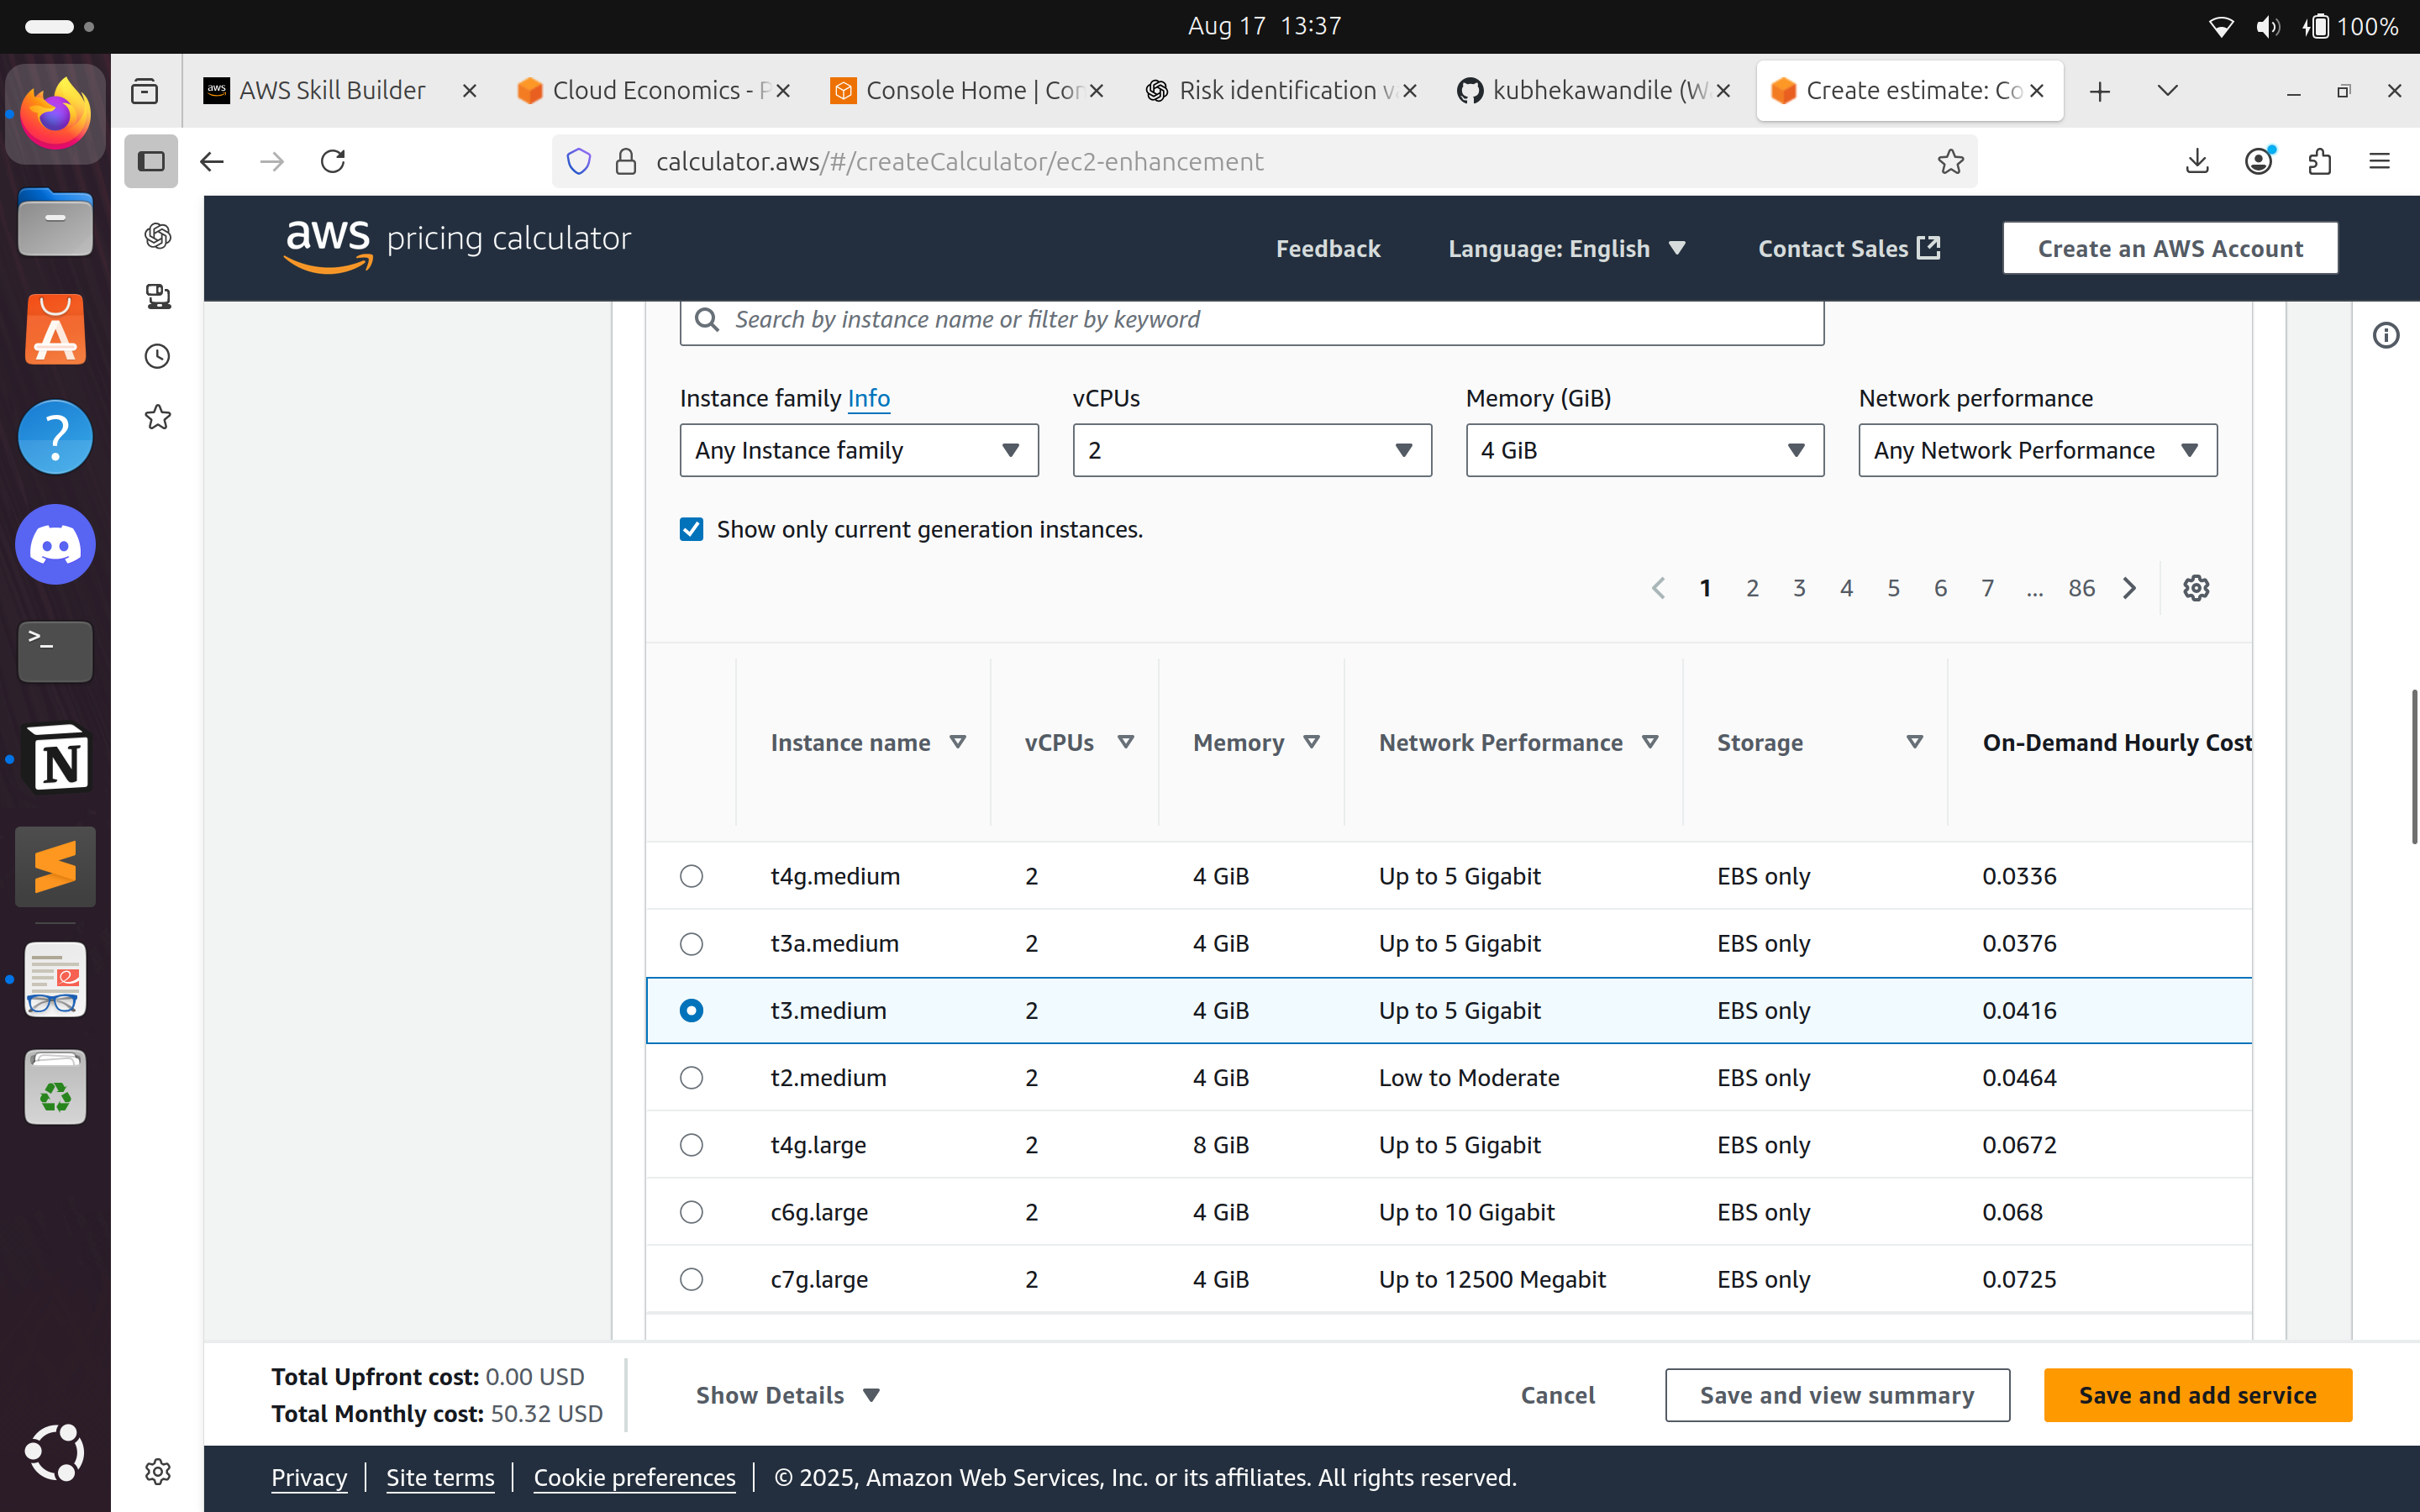 Aug 17 13:37
100%
AWS Skill Builder
Cloud Economics - P
Console Home | Con
Risk identification v
kubhekawandile (W
Create estimate: Co
calculator.aws/#/createCalculator/ec2-enhancement
aws pricing calculator
Feedback
Language: English
Contact Sales
Create an AWS Account
Search by instance name or filter by keyword
Instance family Info
vCPUs
Memory (GiB)
Network performance
Any Instance family
2
4 GiB
Any Network Performance
Show only current generation instances.
1 2 3 4 5 6 7 ... 86
Instance name vCPUs Memory Network Performance Storage On-Demand Hourly Cost
t4g.medium 2 4 GiB Up to 5 Gigabit EBS only 0.0336
t3a.medium 2 4 GiB Up to 5 Gigabit EBS only 0.0376
t3.medium 2 4 GiB Up to 5 Gigabit EBS only 0.0416
t2.medium 2 4 GiB Low to Moderate EBS only 0.0464
t4g.large 2 8 GiB Up to 5 Gigabit EBS only 0.0672
c6g.large 2 4 GiB Up to 10 Gigabit EBS only 0.068
c7g.large 2 4 GiB Up to 12500 Megabit EBS only 0.0725
Total Upfront cost: 0.00 USD
Total Monthly cost: 50.32 USD
Show Details
Cancel
Save and view summary
Save and add service
Privacy | Site terms | Cookie preferences | © 2025, Amazon Web Services, Inc. or its affiliates. All rights reserved.